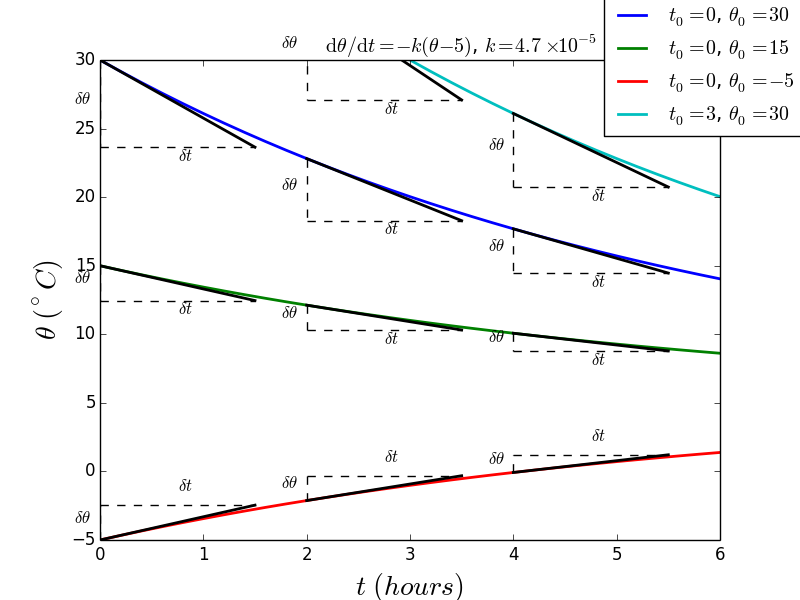 dθ/dt=−k(θ−5), k=4.7×10⁻⁵
t₀=0, θ₀=30
t₀=0, θ₀=15
t₀=0, θ₀=−5
t₃=3, θ₀=30
δθ
δθ
δt
δθ
δt
δθ
δt
δθ
δt
δθ
δt
δθ
δt
δθ
δt
δθ
δt
δθ
δt
δθ
δt
δθ
δt
δt
30
25
20
15
10
5
0
−5
θ (°C)
0 1 2 3 4 5 6
t (hours)